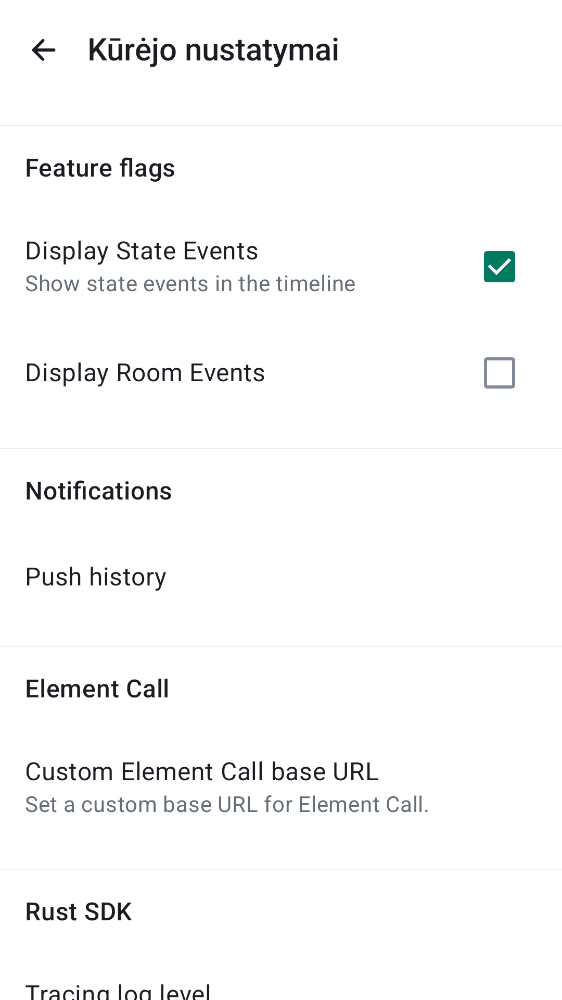 Kūrėjo nustatymai
Feature flags
Display State Events
Show state events in the timeline
Display Room Events
Notifications
Push history
Element Call
Custom Element Call base URL
Set a custom base URL for Element Call.
Rust SDK
Tracing log level